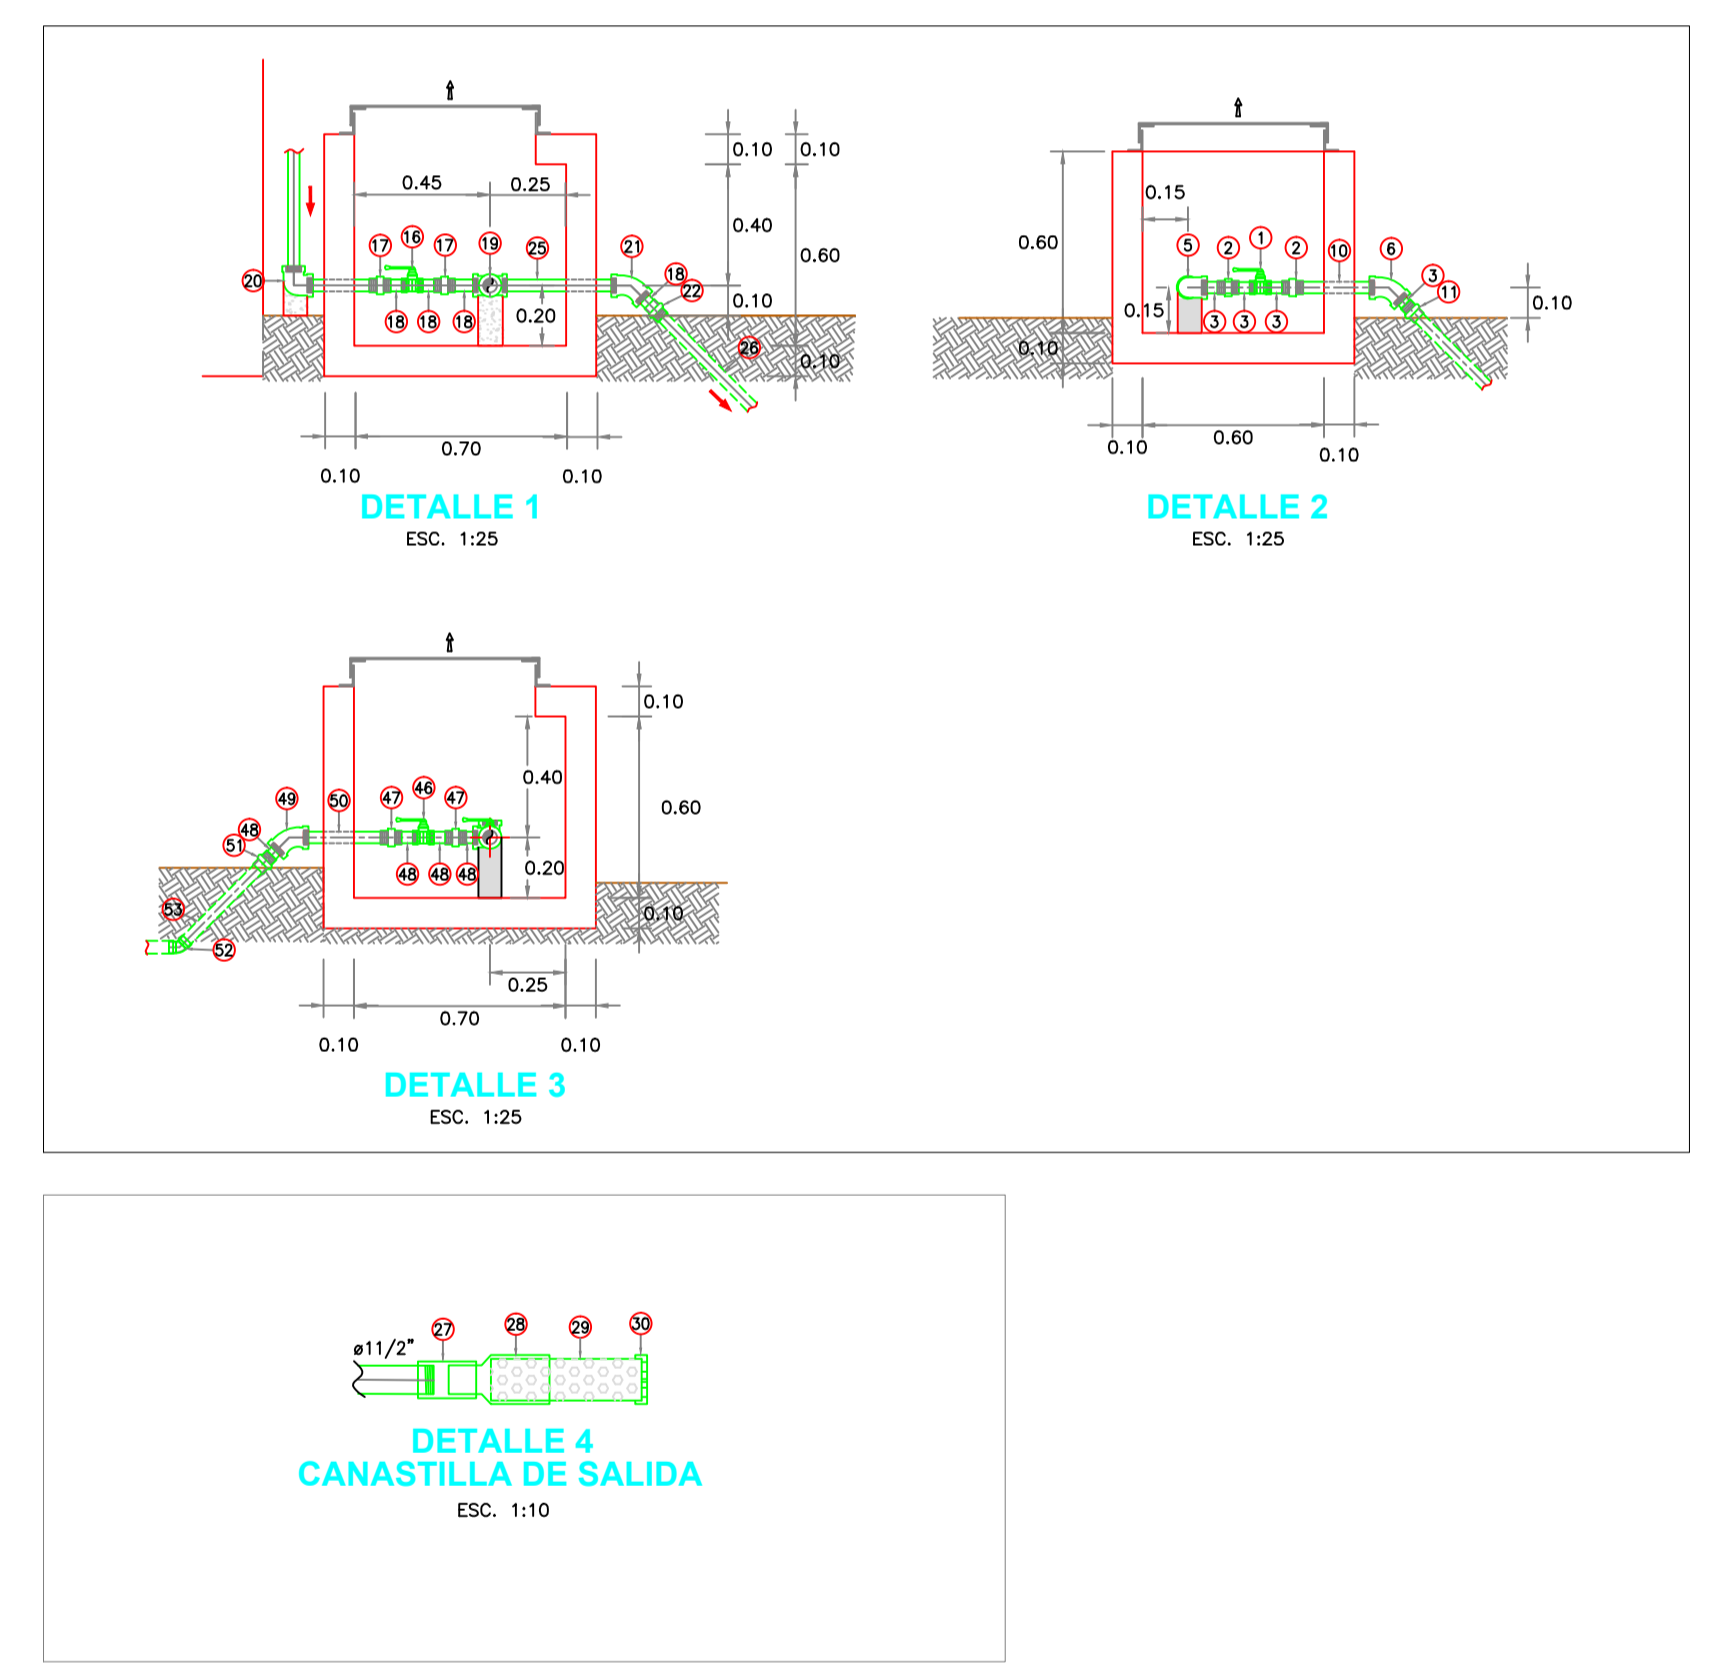 0.10 0.10
0.45 0.25
0.40
0.60
17 16 17 19 25 21
18
22
20
0.10
18 18 18
0.20
26
0.10
0.70
0.10 0.10
DETALLE 1
ESC. 1:25
0.15
0.60
5 2 1 2 10 6
3
11
0.15
3 3 3
0.10
0.10
0.60
0.10 0.10
DETALLE 2
ESC. 1:25
0.10
0.40
0.60
49 50 47 46 47
48
51
48 48 48
0.20
53
0.10
52
0.25
0.70
0.10 0.10
DETALLE 3
ESC. 1:25
27 28 29 30
ø11/2"
DETALLE 4
CANASTILLA DE SALIDA
ESC. 1:10